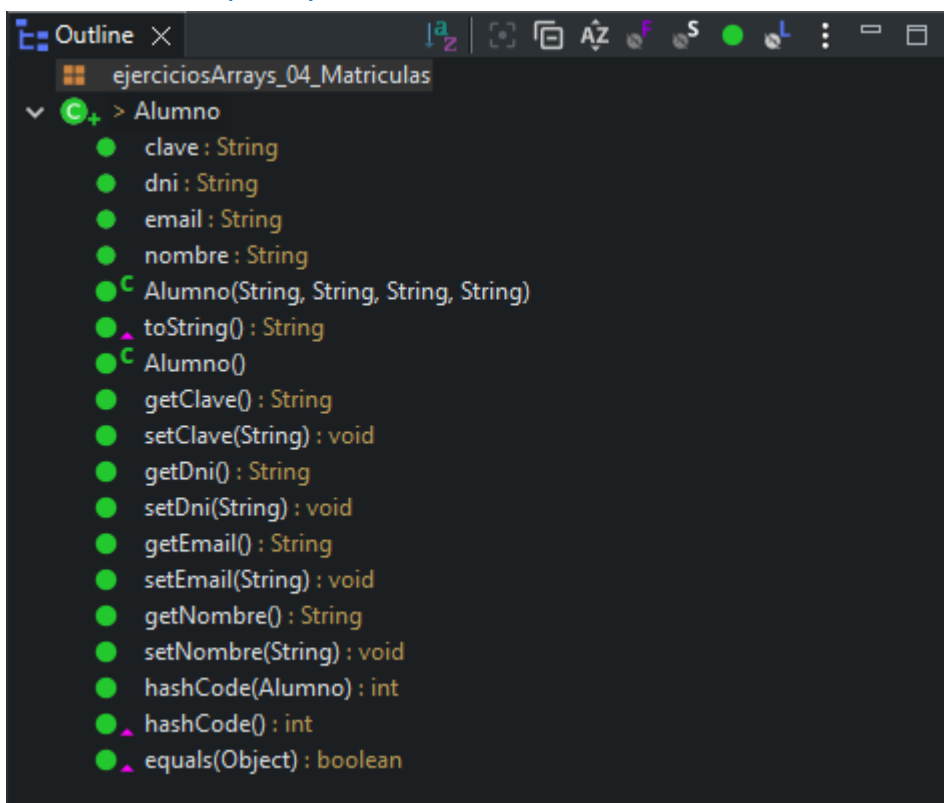 Outline
ejerciciosArrays_04_Matriculas
> Alumno
clave : String
dni : String
email : String
nombre : String
Alumno(String, String, String, String)
toString() : String
Alumno()
getClave() : String
setClave(String) : void
getDni() : String
setDni(String) : void
getEmail() : String
setEmail(String) : void
getNombre() : String
setNombre(String) : void
hashCode(Alumno) : int
hashCode() : int
equals(Object) : boolean